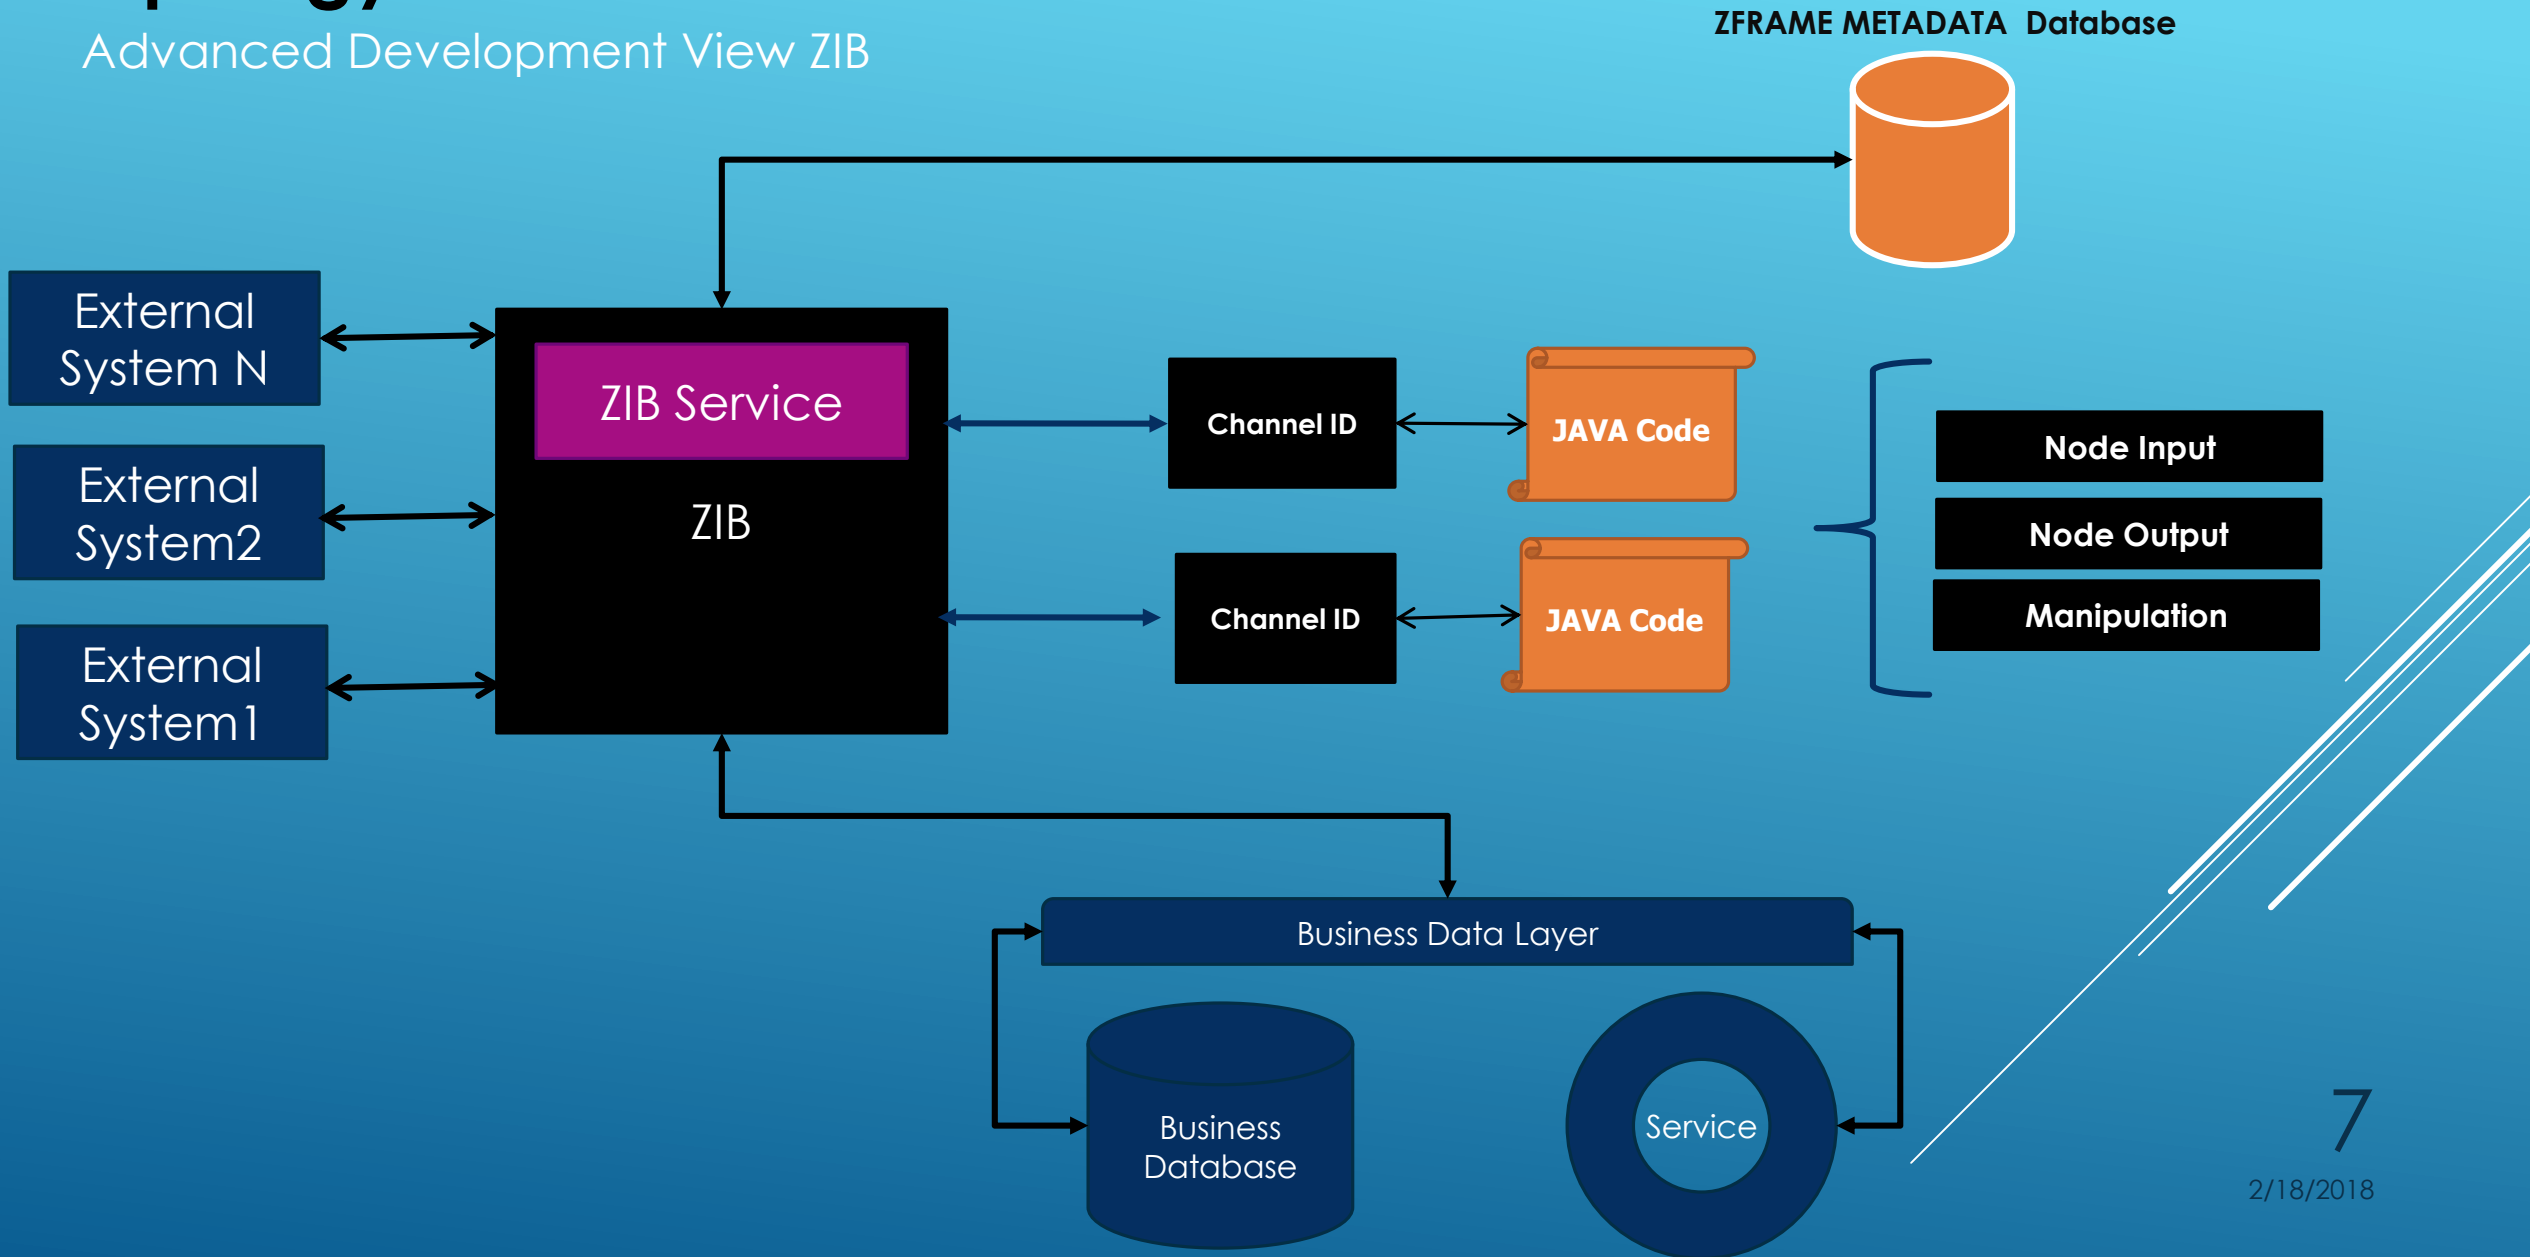 Advanced Development View ZIB
ZFRAME METADATA Database
External
System N
External
System2
External
System1
ZIB Service
ZIB
Channel ID
JAVA Code
Channel ID
JAVA Code
Node Input
Node Output
Manipulation
Business Data Layer
Business
Database
Service
7
2/18/2018